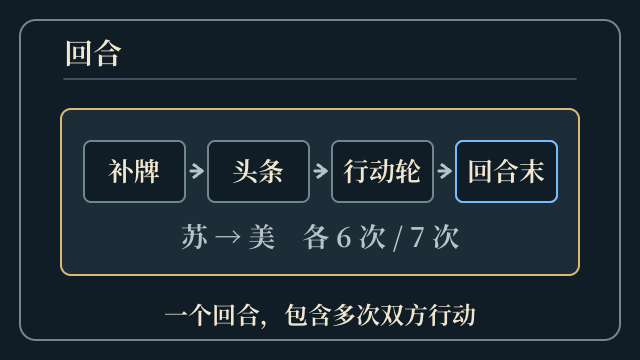 回合
补牌 → 头条 → 行动轮 → 回合末
苏 → 美 各 6 次 / 7 次
一个回合，包含多次双方行动